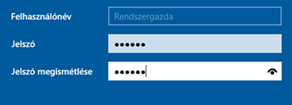 Felhasználónév Rendszergazda
Jelszó ●●●●●●
Jelszó megismétlése ●●●●●●